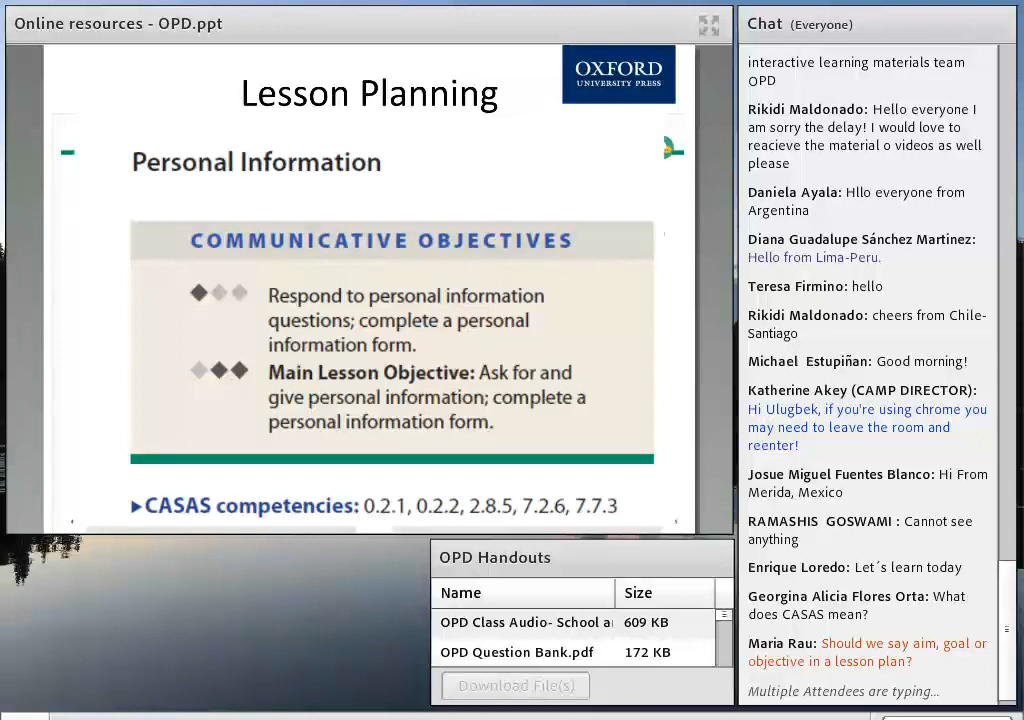 Online resources - OPD.ppt
OXFORD
UNIVERSITY PRESS
Lesson Planning
Personal Information
COMMUNICATIVE OBJECTIVES
Respond to personal information
questions; complete a personal
information form.
Main Lesson Objective: Ask for and
give personal information; complete a
personal information form.
▶CASAS competencies: 0.2.1, 0.2.2, 2.8.5, 7.2.6, 7.7.3
OPD Handouts
Name Size
OPD Class Audio- School a 609 KB
OPD Question Bank.pdf 172 KB
Download File(s)
Chat (Everyone)
interactive learning materials team
OPD
Rikidi Maldonado: Hello everyone I
am sorry the delay! I would love to
reacieve the material o videos as well
please
Daniela Ayala: Hllo everyone from
Argentina
Diana Guadalupe Sánchez Martinez:
Hello from Lima-Peru.
Teresa Firmino: hello
Rikidi Maldonado: cheers from Chile-
Santiago
Michael Estupiñan: Good morning!
Katherine Akey (CAMP DIRECTOR):
Hi Ulugbek, if you're using chrome you
may need to leave the room and
reenter!
Josue Miguel Fuentes Blanco: Hi From
Merida, Mexico
RAMASHIS GOSWAMI : Cannot see
anything
Enrique Loredo: Let´s learn today
Georgina Alicia Flores Orta: What
does CASAS mean?
Maria Rau: Should we say aim, goal or
objective in a lesson plan?
Multiple Attendees are typing...